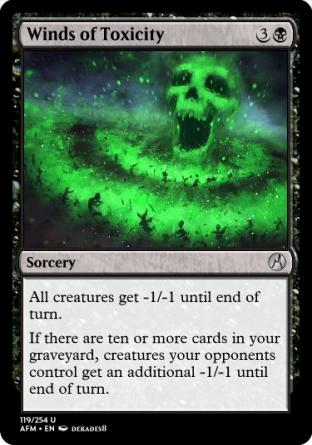 Winds of Toxicity 3
Sorcery
All creatures get -1/-1 until end of
turn.
If there are ten or more cards in your
graveyard, creatures your opponents
control get an additional -1/-1 until
end of turn.
119/254 U
AFM • EN DEKADES8